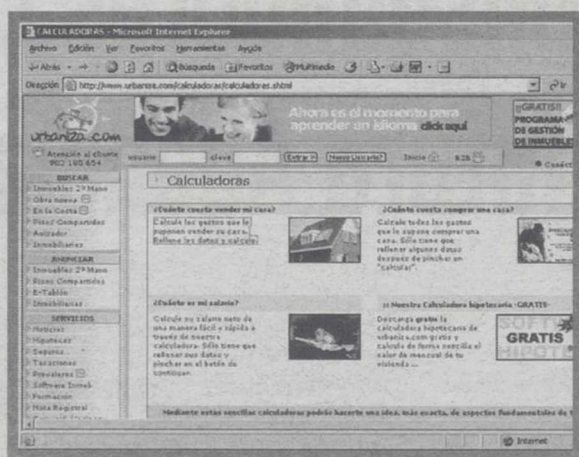 CALCULADORAS - Microsoft Internet Explorer
Archivo Edición Ver Favoritos Herramientas Ayuda
Atrás Búsqueda Favoritos Multimedia
Dirección http://www.urbaniza.com/calculadoras/calculadoras.shtml Ir
urbaniza.com
Ahora es el momento para
aprender un idioma click aquí
¡¡GRATIS!!
PROGRAMA
DE GESTIÓN
DE INMUEBLES
Atención al cliente
902 180 654
usuario clave Entrar >> ¿Nuevo Usuario? Inicio B2B
BUSCAR
Inmuebles 2ª Mano
Obra nueva
En la Costa
Pisos Compartidos
Avizador
Inmobiliarias
ANUNCIAR
Inmuebles 2ª Mano
Pisos Compartidos
E-Tablón
Inmobiliarias
SERVICIOS
Noticias
Hipotecas
Seguros
Tasaciones
Software Inmob
Formación
Nota Registral
Calculadoras
¿Cuánto cuesta vender mi casa?
Calcule los gastos que le
suponen vender su casa.
Rellene los datos y calcule!
¿Cuánto cuesta comprar una casa?
Calcule todos los gastos
que le supone comprar una
casa. Sólo tiene que
rellenar algunos datos
después de pinchar en
"calcular".
¿Cuánto es mi salario?
Calcule su salario neto de
una manera fácil y rápida a
través de nuestra
calculadora. Sólo tiene que
rellenar sus datos y
pinchar en el botón de
continuar.
:: Nuestra Calculadora hipotecaria -GRATIS-
Descarga gratis la
calculadora hipotecaria de
urbaniza.com gratis y
calcula de forma sencilla el
valor de mensual de tu
vivienda ...
SOFT
GRATIS
HIPOT
Mediante estas sencillas calculadoras podrás hacerte una idea, más exacta, de aspectos fundamentales de
Internet